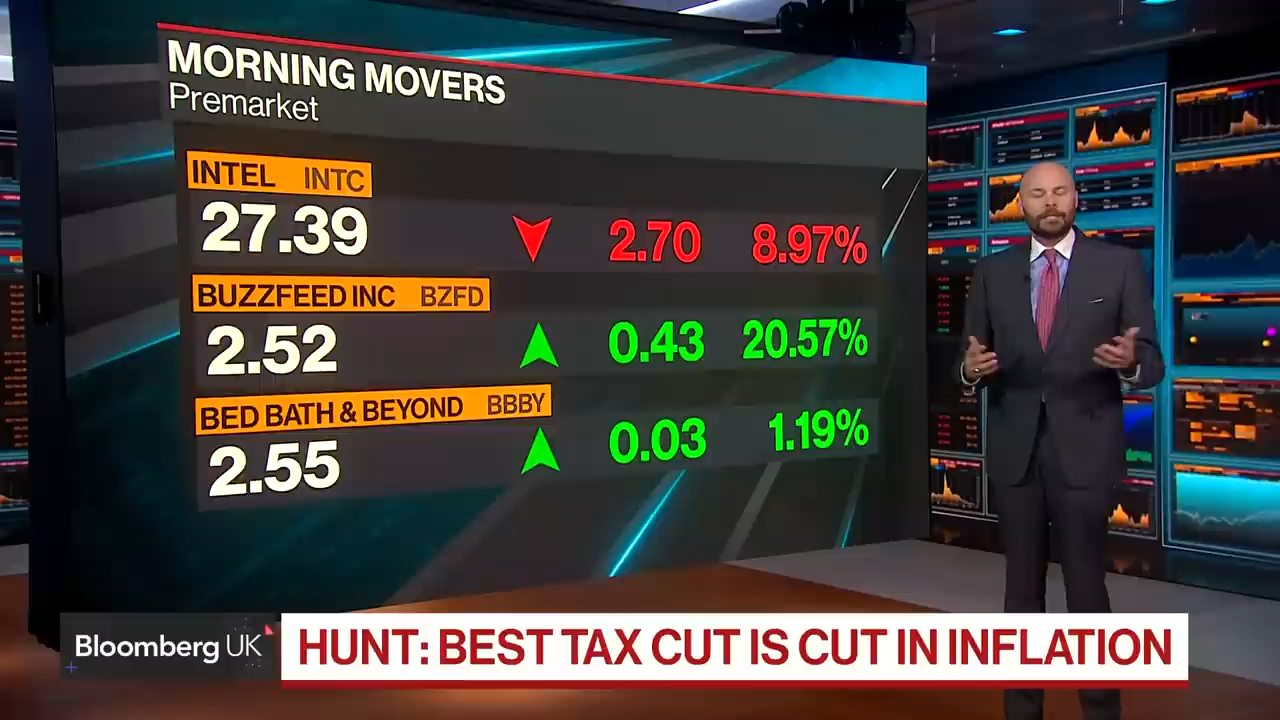 MORNING MOVERS
Premarket
INTEL INTC
27.39 2.70 8.97%
BUZZFEED INC BZFD
2.52 0.43 20.57%
BED BATH & BEYOND BBBY
2.55 0.03 1.19%
Bloomberg UK
HUNT: BEST TAX CUT IS CUT IN INFLATION